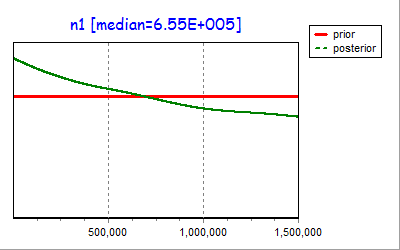 n1 [median=6.55E+005]
prior
posterior
500,000
1,000,000
1,500,000